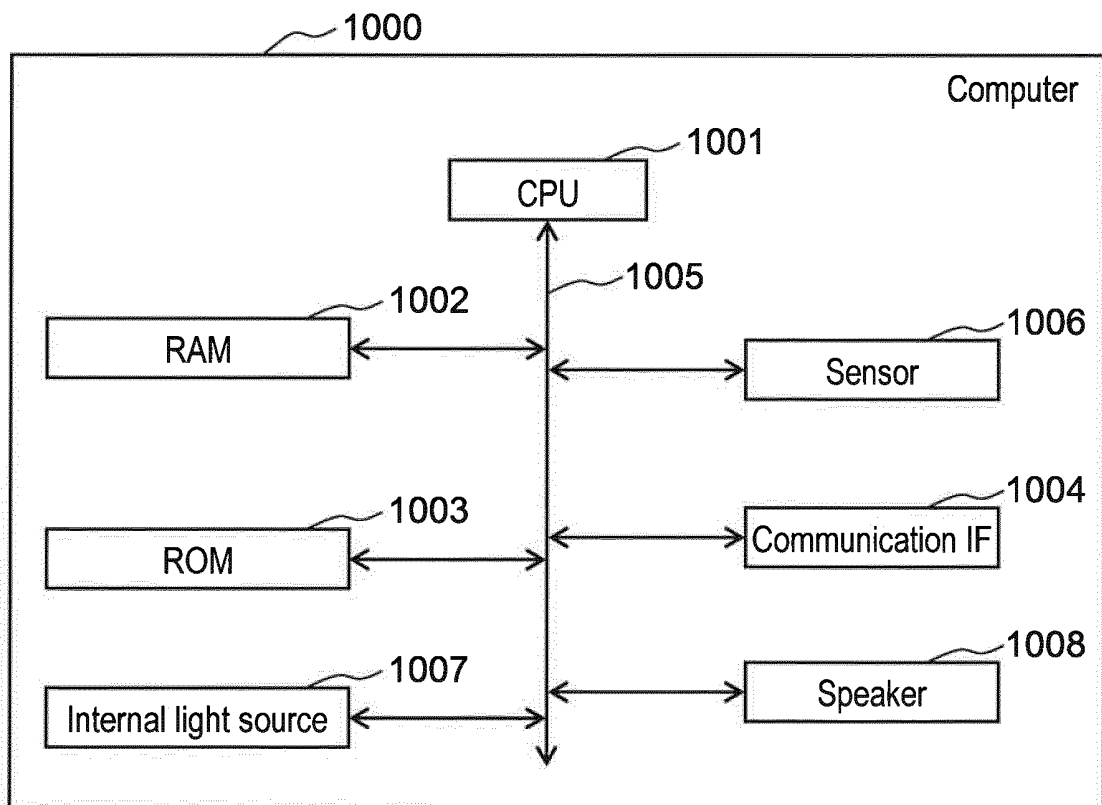 1000
Computer
1001
CPU
1005
1002
RAM
1006
Sensor
1003
ROM
1004
Communication IF
1007
Internal light source
1008
Speaker